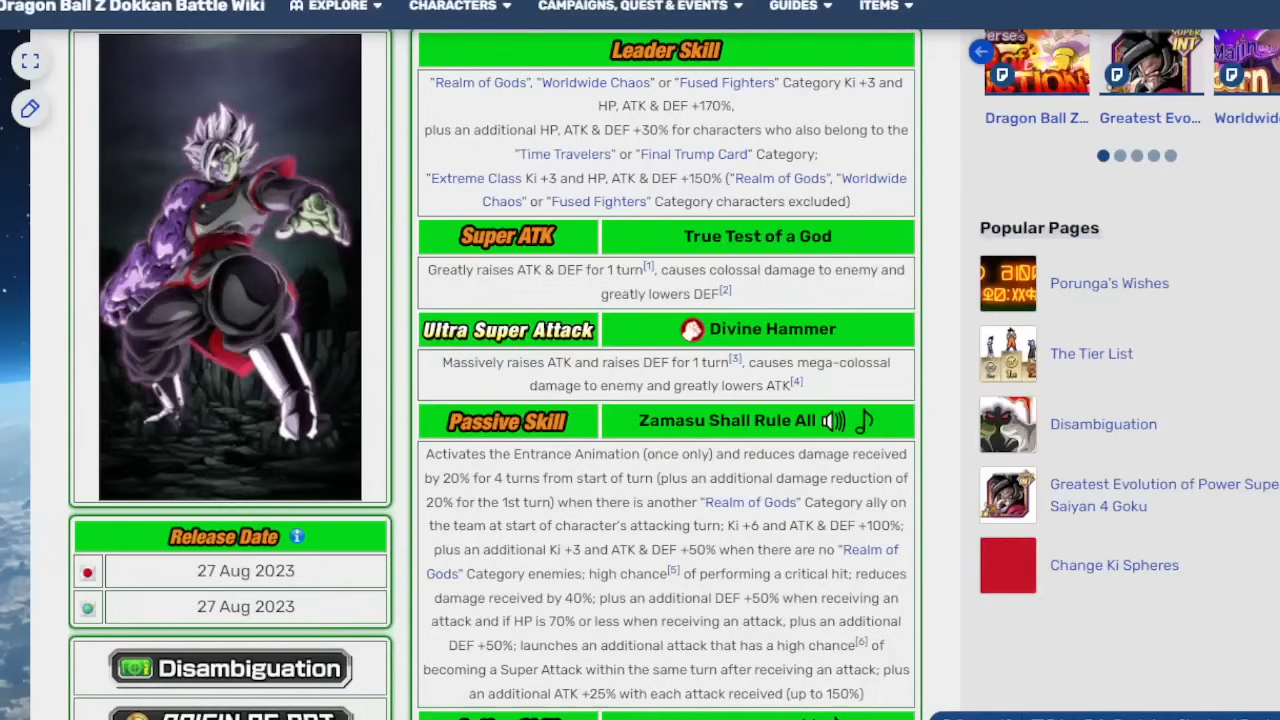 Dragon Ball Z Dokkan Battle Wiki
EXPLORE
CHARACTERS
CAMPAIGNS, QUEST & EVENTS
GUIDES
ITEMS
Leader Skill
"Realm of Gods", "Worldwide Chaos" or "Fused Fighters" Category Ki +3 and
HP, ATK & DEF +170%,
plus an additional HP, ATK & DEF +30% for characters who also belong to the
"Time Travelers" or "Final Trump Card" Category;
"Extreme Class Ki +3 and HP, ATK & DEF +150% ("Realm of Gods", "Worldwide
Chaos" or "Fused Fighters" Category characters excluded)
Super ATK
True Test of a God
Greatly raises ATK & DEF for 1 turn[1], causes colossal damage to enemy and
greatly lowers DEF[2]
Ultra Super Attack
Divine Hammer
Massively raises ATK and raises DEF for 1 turn[3], causes mega-colossal
damage to enemy and greatly lowers ATK[4]
Passive Skill
Zamasu Shall Rule All
Activates the Entrance Animation (once only) and reduces damage received
by 20% for 4 turns from start of turn (plus an additional damage reduction of
20% for the 1st turn) when there is another "Realm of Gods" Category ally on
the team at start of character's attacking turn; Ki +6 and ATK & DEF +100%;
plus an additional Ki +3 and ATK & DEF +50% when there are no "Realm of
Gods" Category enemies; high chance[5] of performing a critical hit; reduces
damage received by 40%; plus an additional DEF +50% when receiving an
attack and if HP is 70% or less when receiving an attack, plus an additional
DEF +50%; launches an additional attack that has a high chance[6] of
becoming a Super Attack within the same turn after receiving an attack; plus
an additional ATK +25% with each attack received (up to 150%)
Release Date
27 Aug 2023
27 Aug 2023
Disambiguation
SUPER
INT
Dragon Ball Z...
Greatest Evo...
Worldwide
Popular Pages
Porunga's Wishes
The Tier List
Disambiguation
Greatest Evolution of Power Supe
Saiyan 4 Goku
Change Ki Spheres